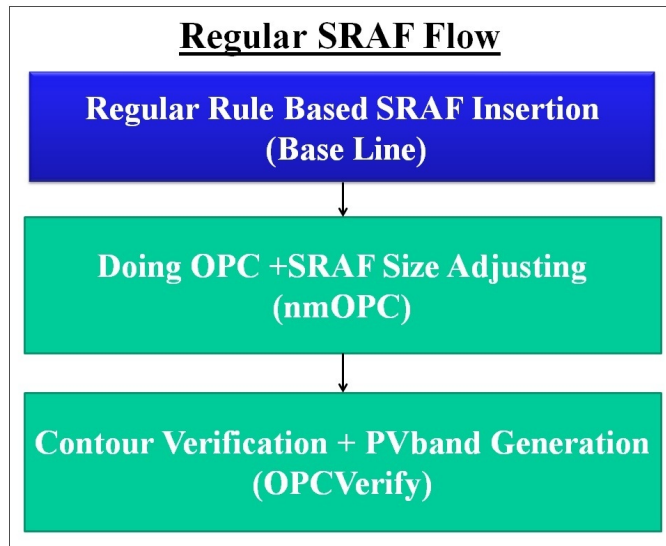 Regular SRAF Flow
Regular Rule Based SRAF Insertion
(Base Line)
Doing OPC +SRAF Size Adjusting
(nmOPC)
Contour Verification + PVband Generation
(OPCVerify)